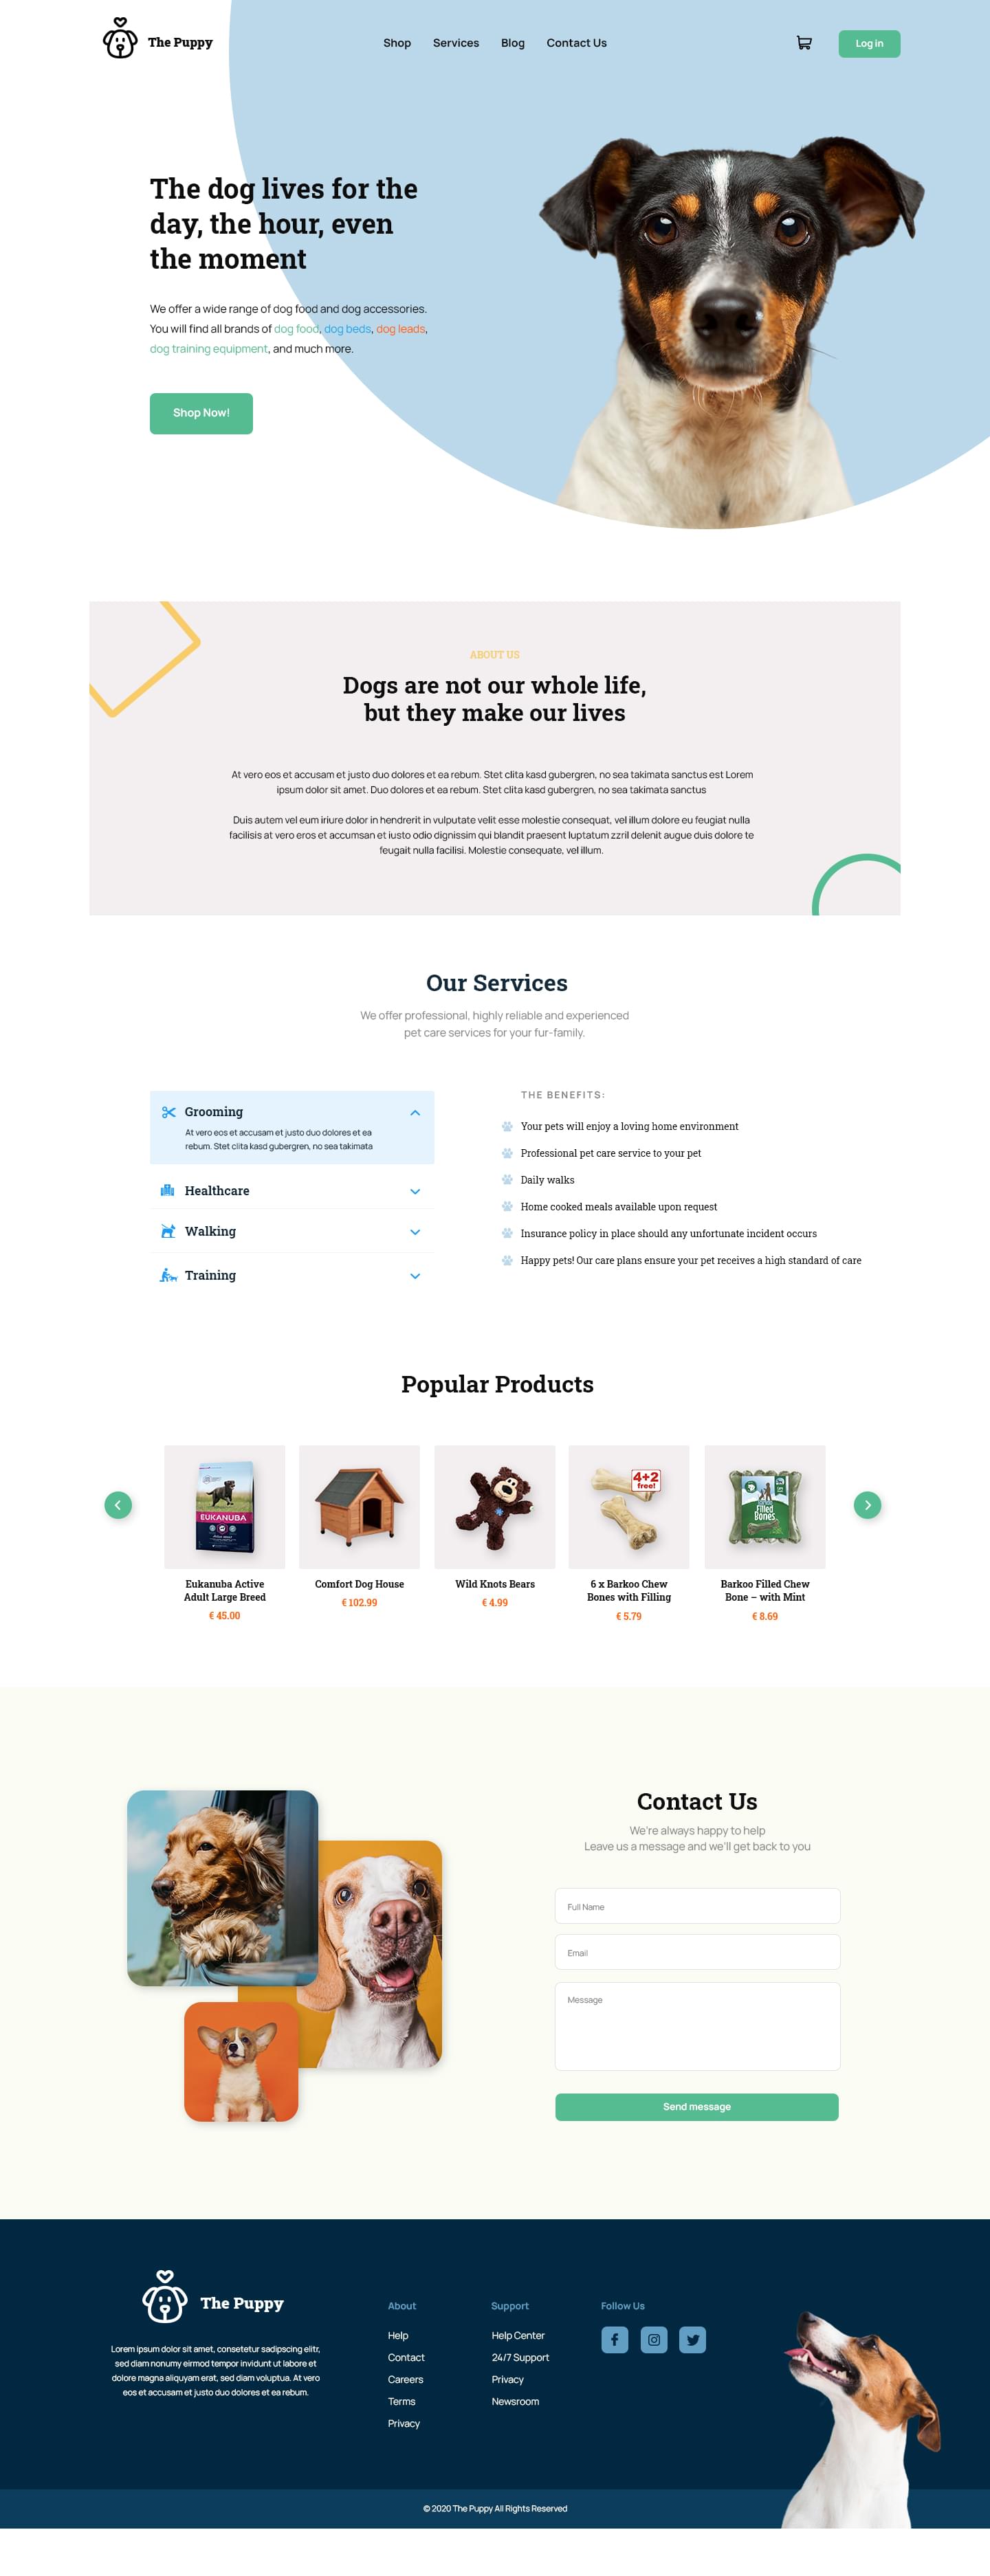 The Puppy
Shop
Services
Blog
Contact Us
Log in
The dog lives for the
day, the hour, even
the moment
We offer a wide range of dog food and dog accessories.
You will find all brands of dog food, dog beds, dog leads,
dog training equipment, and much more.
Shop Now!
ABOUT US
Dogs are not our whole life,
but they make our lives
At vero eos et accusam et justo duo dolores et ea rebum. Stet clita kasd gubergren, no sea takimata sanctus est Lorem
ipsum dolor sit amet. Duo dolores et ea rebum. Stet clita kasd gubergren, no sea takimata sanctus
Duis autem vel eum iriure dolor in hendrerit in vulputate velit esse molestie consequat, vel illum dolore eu feugiat nulla
facilisis at vero eros et accumsan et iusto odio dignissim qui blandit praesent luptatum zzril delenit augue duis dolore te
feugait nulla facilisi. Molestie consequate, vel illum.
Our Services
We offer professional, highly reliable and experienced
pet care services for your fur-family.
Grooming
At vero eos et accusam et justo duo dolores et ea
rebum. Stet clita kasd gubergren, no sea takimata
Healthcare
Walking
Training
THE BENEFITS:
Your pets will enjoy a loving home environment
Professional pet care service to your pet
Daily walks
Home cooked meals available upon request
Insurance policy in place should any unfortunate incident occurs
Happy pets! Our care plans ensure your pet receives a high standard of care
Popular Products
EUKANUBA
4+2
free!
Filled
Bones
Eukanuba Active
Adult Large Breed
€ 45.00
Comfort Dog House
€ 102.99
Wild Knots Bears
€ 4.99
6 x Barkoo Chew
Bones with Filling
€ 5.79
Barkoo Filled Chew
Bone – with Mint
€ 8.69
Contact Us
We're always happy to help
Leave us a message and we'll get back to you
Full Name
Email
Message
Send message
The Puppy
Lorem ipsum dolor sit amet, consetetur sadipscing elitr,
sed diam nonumy eirmod tempor invidunt ut labore et
dolore magna aliquyam erat, sed diam voluptua. At vero
eos et accusam et justo duo dolores et ea rebum.
About
Help
Contact
Careers
Terms
Privacy
Support
Help Center
24/7 Support
Privacy
Newsroom
Follow Us
© 2020 The Puppy All Rights Reserved